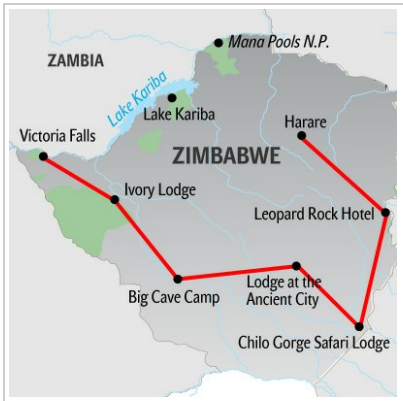 Mana Pools N.P.
ZAMBIA
Lake Kariba
Lake Kariba
Victoria Falls
Harare
ZIMBABWE
Ivory Lodge
Leopard Rock Hotel
Lodge at the
Ancient City
Big Cave Camp
Chilo Gorge Safari Lodge